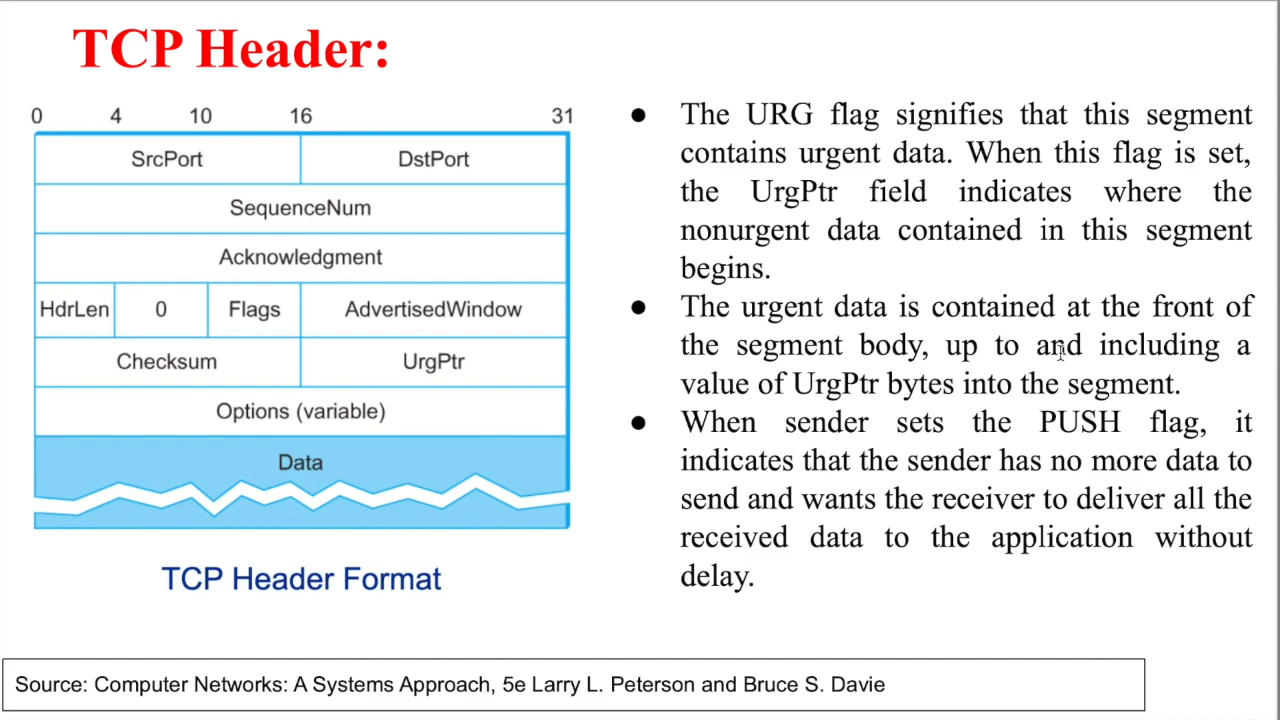 TCP Header:
0 4 10 16 31
SrcPort DstPort
SequenceNum
Acknowledgment
HdrLen 0 Flags AdvertisedWindow
Checksum UrgPtr
Options (variable)
Data
TCP Header Format
● The URG flag signifies that this segment
contains urgent data. When this flag is set,
the UrgPtr field indicates where the
nonurgent data contained in this segment
begins.
● The urgent data is contained at the front of
the segment body, up to and including a
value of UrgPtr bytes into the segment.
● When sender sets the PUSH flag, it
indicates that the sender has no more data to
send and wants the receiver to deliver all the
received data to the application without
delay.
Source: Computer Networks: A Systems Approach, 5e Larry L. Peterson and Bruce S. Davie